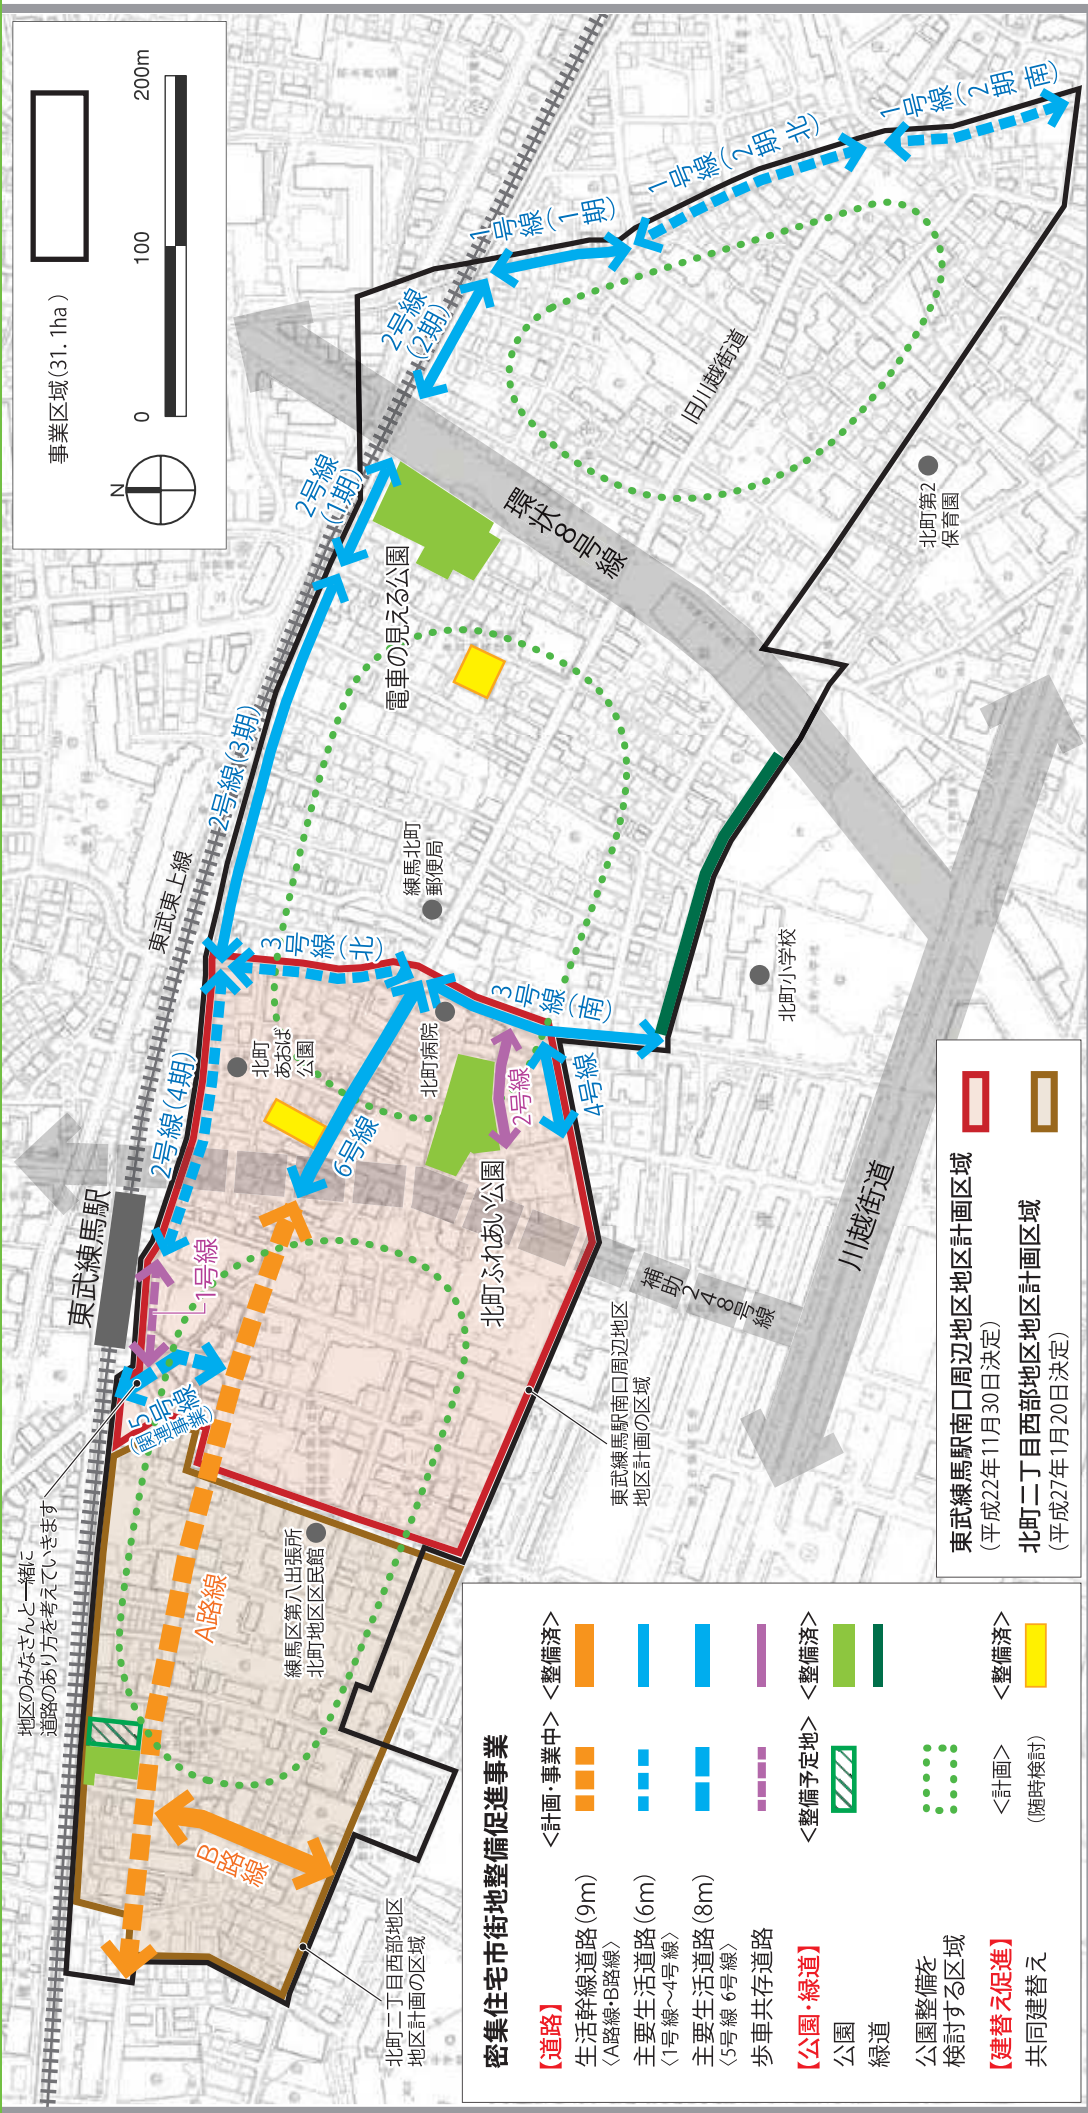 事業区域(31.1ha)
0
100
200m
N
地区のみなさんと一緒に
道路のあり方を考えていきます
東武練馬駅
東武東上線
5号線
(関連事業)
1号線
2号線(4期)
2号線(3期)
2号線
(1期)
2号線
(2期)
1号線(1期)
1号線(2期 北)
1号線(2期 南)
3号線(北)
3号線(南)
6号線
2号線
4号線
A路線
B路線
北町
あおば
公園
北町病院
練馬北町
郵便局
電車の見える公園
環状8号線
旧川越街道
北町第2
保育園
北町小学校
北町ふれあい公園
補助248号線
川越街道
練馬区第八出張所
北町地区区民館
東武練馬駅南口周辺地区
地区計画の区域
北町二丁目西部地区
地区計画の区域
密集住宅市街地整備促進事業
【道路】
<計画・事業中>
<整備済>
生活幹線道路(9m)
〈A路線・B路線〉
主要生活道路(6m)
〈1号線〜4号線〉
主要生活道路(8m)
〈5号線 6号線〉
歩車共存道路
【公園・緑道】
<整備予定地>
<整備済>
公園
緑道
公園整備を
検討する区域
【建替え促進】
<計画>
<整備済>
共同建替え
(随時検討)
東武練馬駅南口周辺地区地区計画区域
(平成22年11月30日決定)
北町二丁目西部地区地区計画区域
(平成27年1月20日決定)